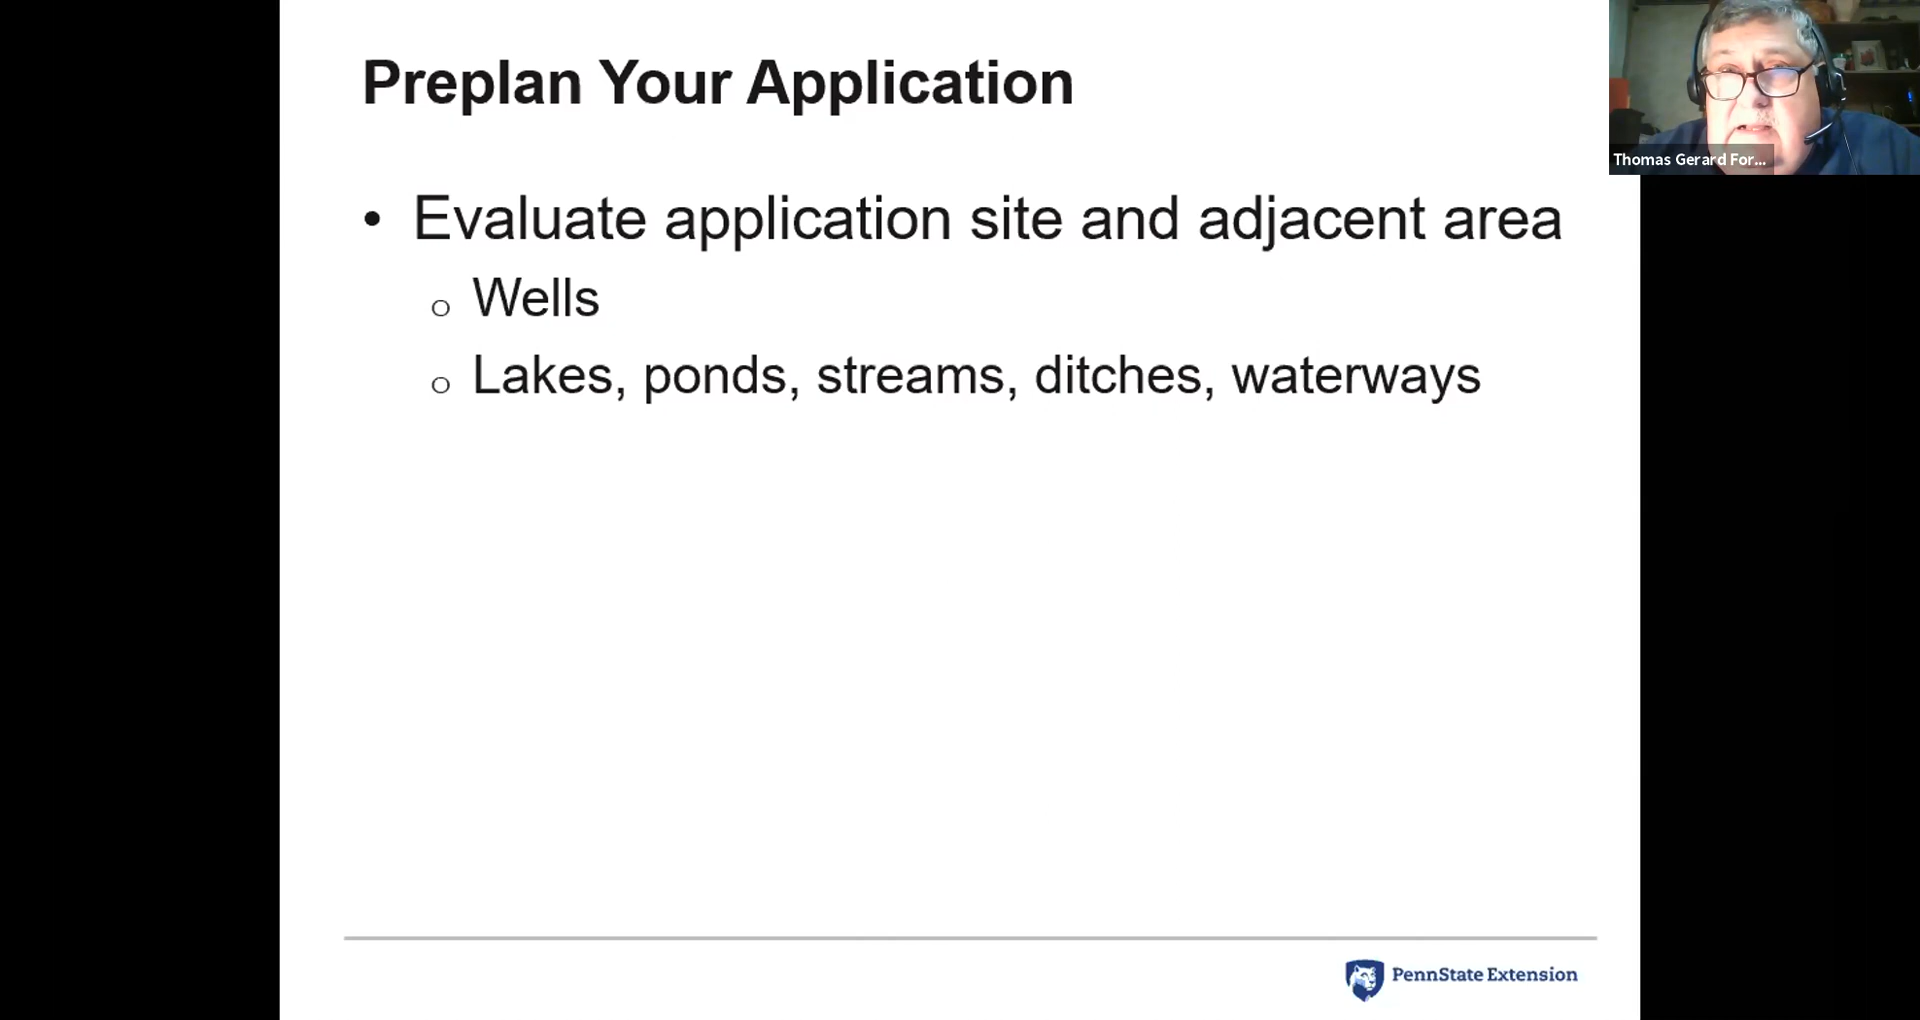 Preplan Your Application
Thomas Gerard For...
• Evaluate application site and adjacent area
o Wells
o Lakes, ponds, streams, ditches, waterways
PennState Extension